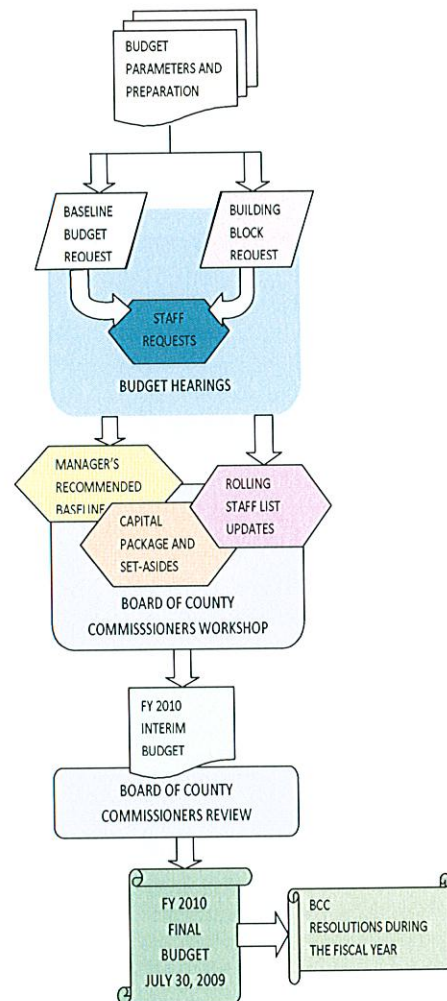 BUDGET
PARAMETERS AND
PREPARATION
BASELINE
BUDGET
REQUEST
BUILDING
BLOCK
REQUEST
STAFF
REQUESTS
BUDGET HEARINGS
MANAGER'S
RECOMMENDED
BASELINE
CAPITAL
PACKAGE AND
SET-ASIDES
ROLLING
STAFF LIST
UPDATES
BOARD OF COUNTY
COMMISSSIONERS WORKSHOP
FY 2010
INTERIM
BUDGET
BOARD OF COUNTY
COMMISSIONERS REVIEW
FY 2010
FINAL
BUDGET
JULY 30, 2009
BCC
RESOLUTIONS DURING
THE FISCAL YEAR